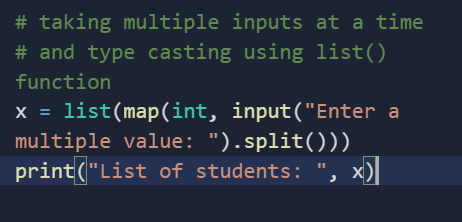 # taking multiple inputs at a time
# and type casting using list()
function
x = list(map(int, input("Enter a
multiple value: ").split()))
print("List of students: ", x)